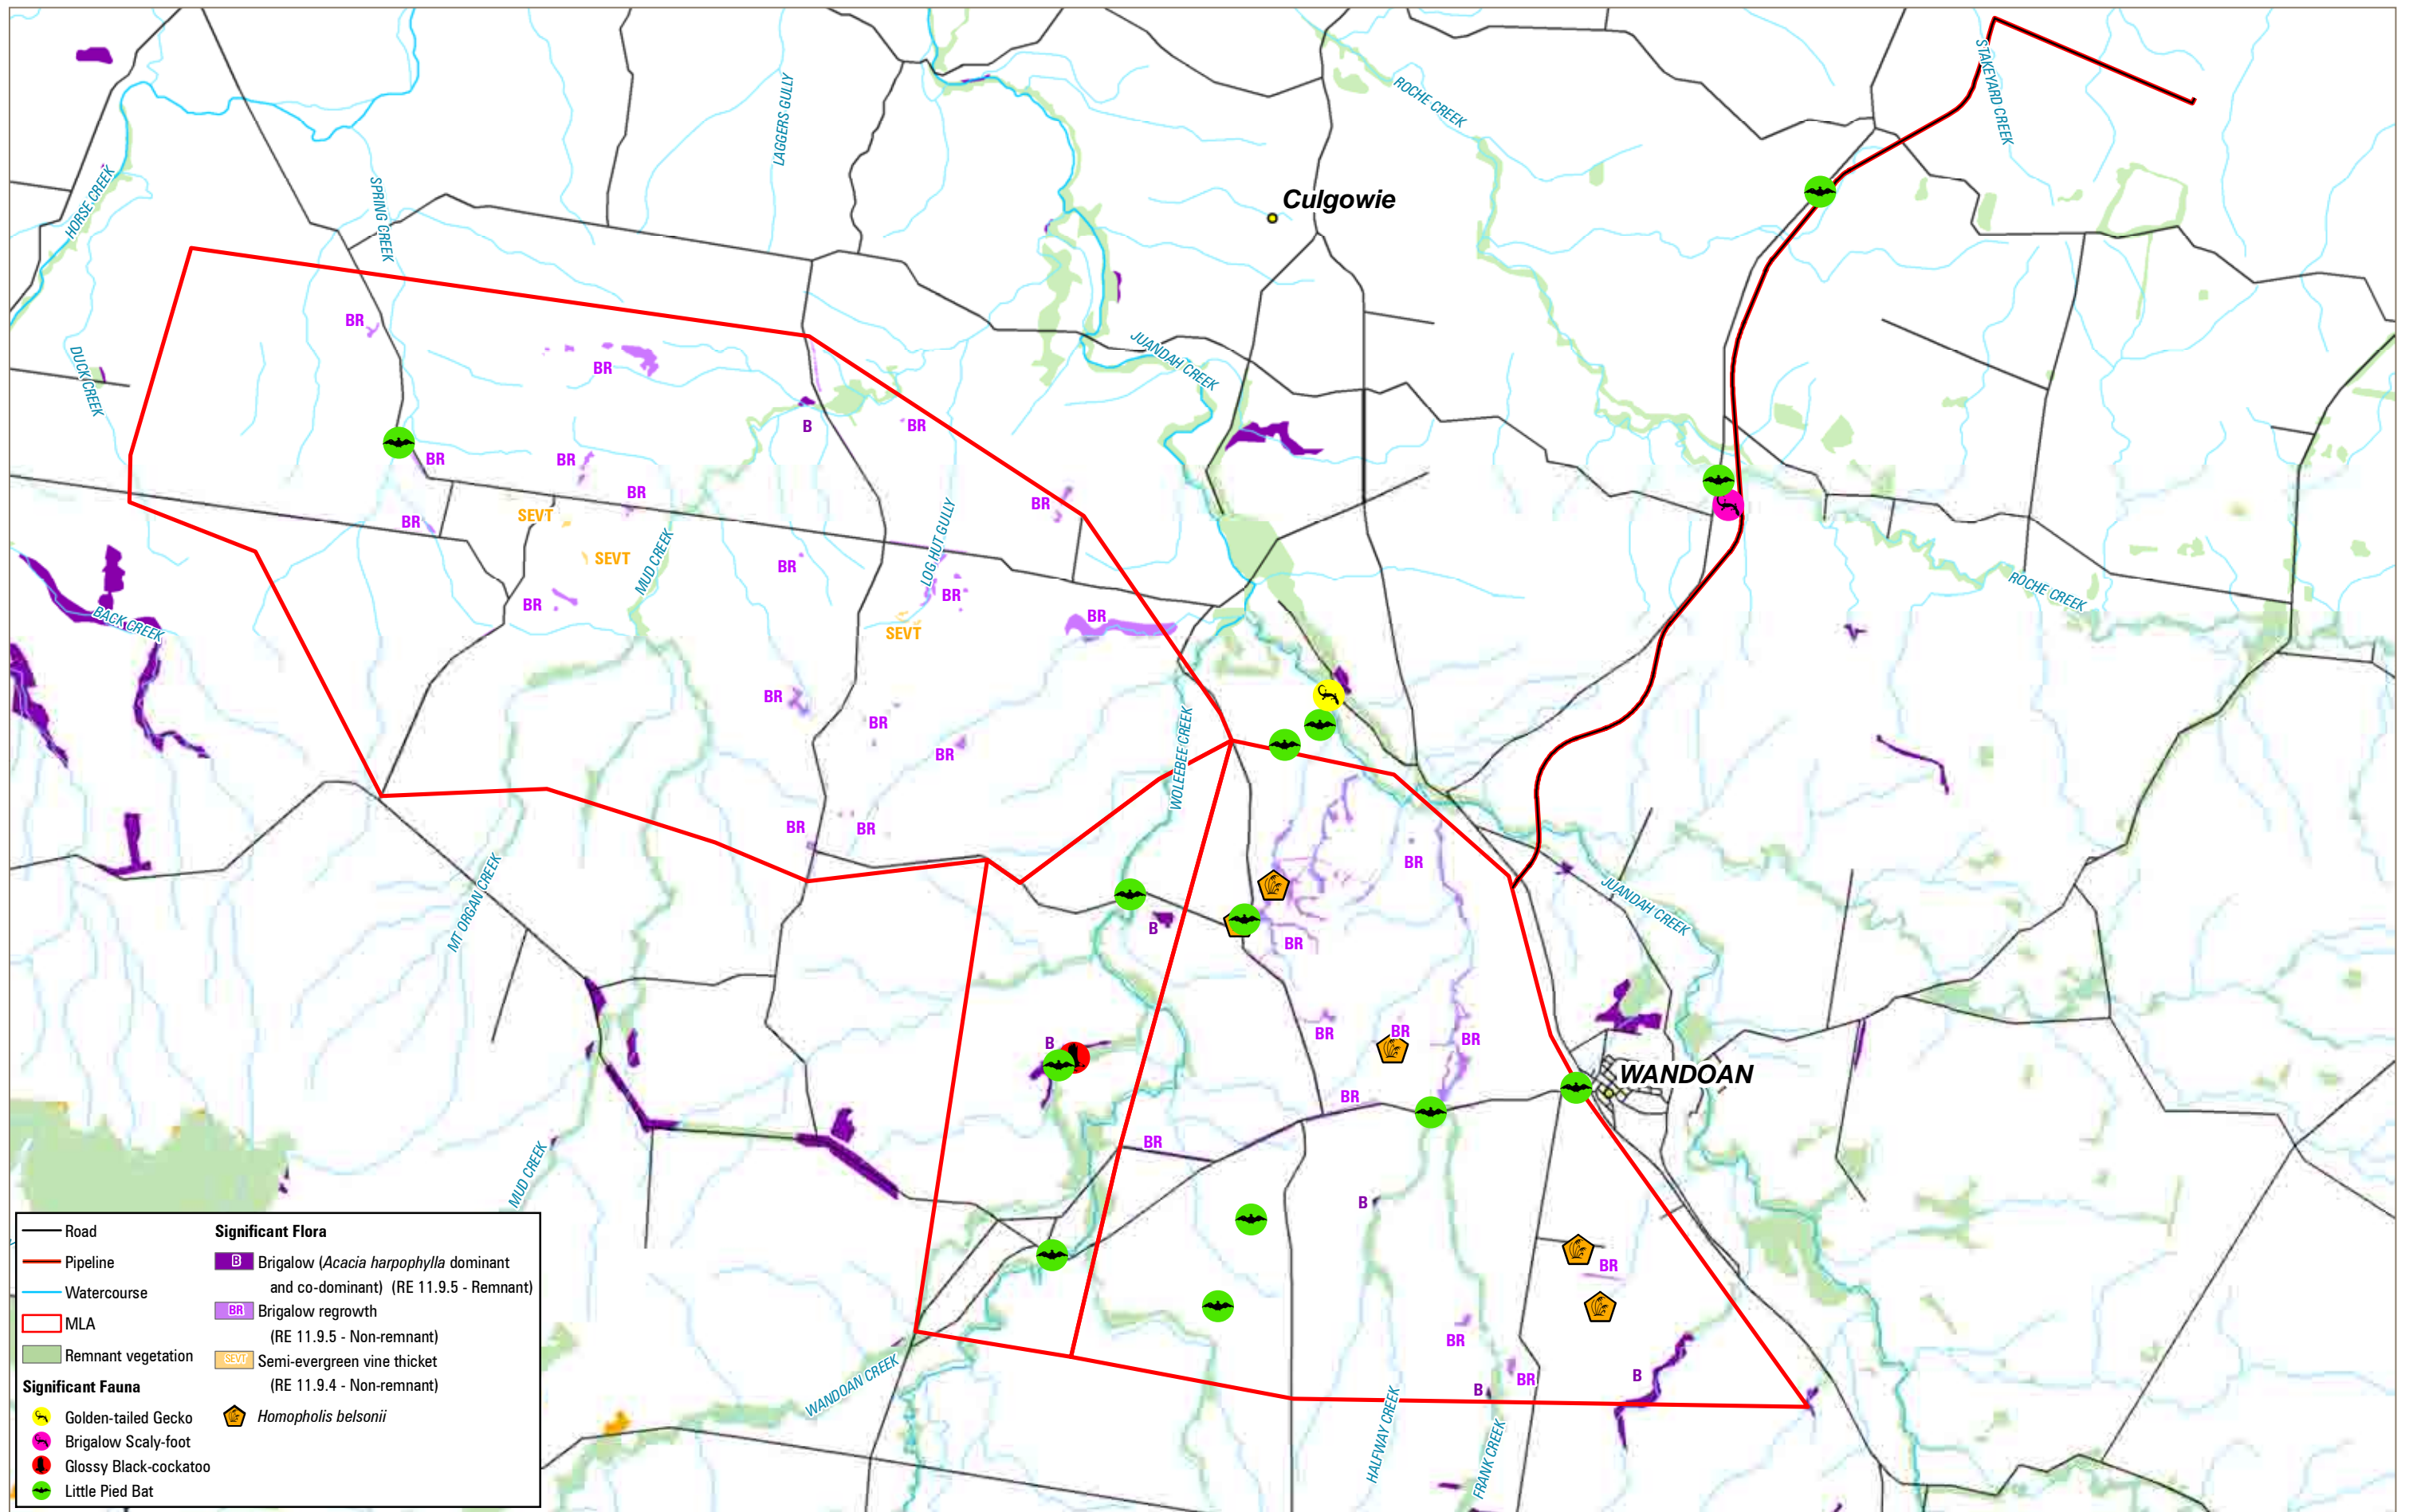 STAKEYARD CREEK
ROCHE CREEK
LAGGERS GULLY
HORSE CREEK
SPRING CREEK
Culgowie
BR
DUCK CREEK
JUANDAH CREEK
BR
B
BR
BR
BR
BR
BR
SEVT
BR
LOG HUT GULLY
SEVT
MUD CREEK
BR
ROCHE CREEK
BR
BR
BR
BACK CREEK
SEVT
BR
BR
WOLEEBEE CREEK
BR
BR
BR
BR
MT ORGAN CREEK
JUANDAH CREEK
B
BR
BR
BR
BR
B
WANDOAN
BR
BR
MUD CREEK
B
BR
BR
B
BR
B
WANDOAN CREEK
HALFWAY CREEK
FRANK CREEK
Road
Pipeline
Watercourse
MLA
Remnant vegetation
Significant Fauna
Golden-tailed Gecko
Brigalow Scaly-foot
Glossy Black-cockatoo
Little Pied Bat
Significant Flora
B Brigalow (Acacia harpophylla dominant
and co-dominant) (RE 11.9.5 - Remnant)
BR Brigalow regrowth
(RE 11.9.5 - Non-remnant)
SEVT Semi-evergreen vine thicket
(RE 11.9.4 - Non-remnant)
Homopholis belsonii